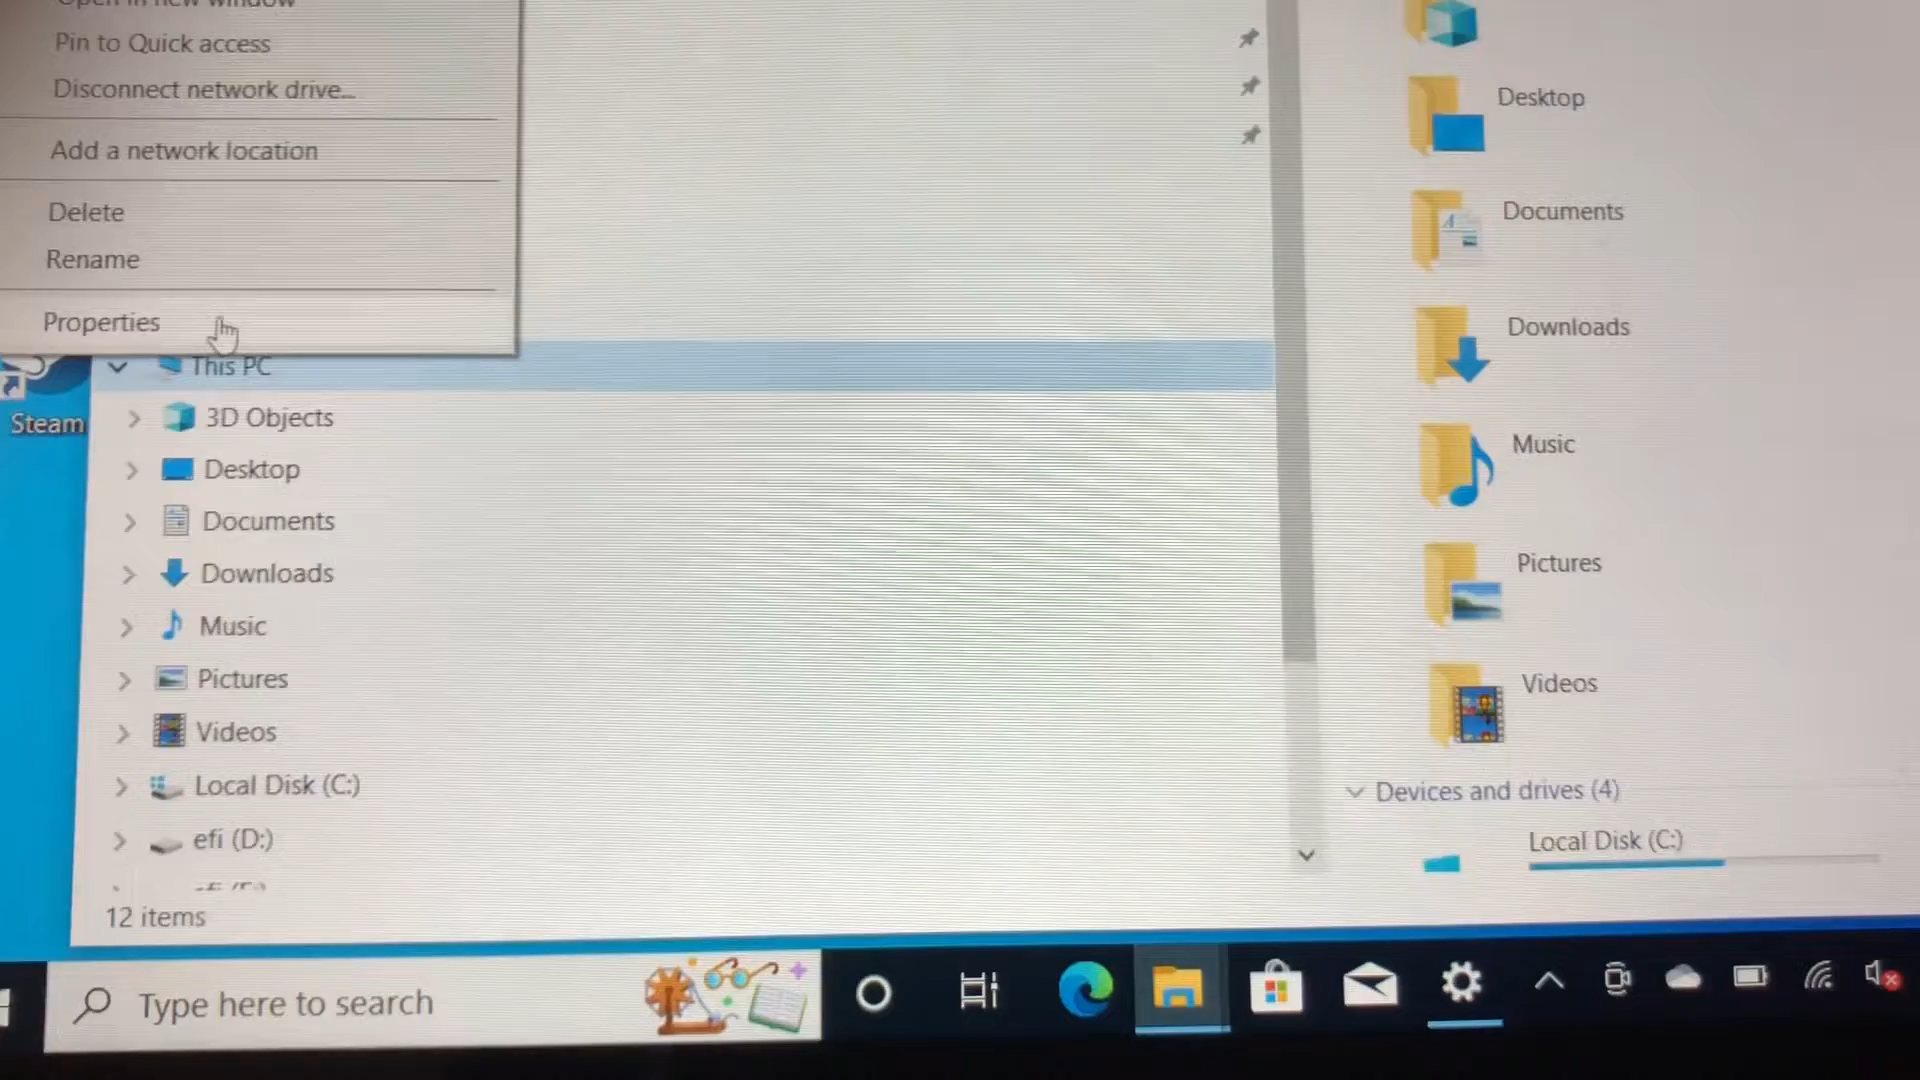 Open in new window
Pin to Quick access
Disconnect network drive...
Add a network location
Delete
Rename
Properties
This PC
3D Objects
Desktop
Documents
Downloads
Music
Pictures
Videos
Local Disk (C:)
efi (D:)
12 items
Steam
Desktop
Documents
Downloads
Music
Pictures
Videos
Devices and drives (4)
Local Disk (C:)
Type here to search